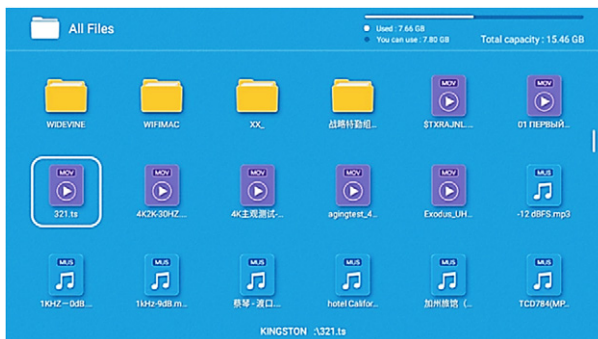 All Files
Used : 7.66 GB
You can use : 7.80 GB
Total capacity : 15.46 GB
MOV
MOV
WIDEVINE
WIFIMAC
XX_
战略特勤组...
$TXRAJNL....
01 ПЕРВЫЙ...
MOV
MOV
MOV
MOV
MOV
MUS
321.ts
4K2K-30HZ....
4K主观测试-...
agingtest_4...
Exodus_UH...
-12 dBFS.mp3
MUS
MUS
MUS
MUS
MUS
MUS
1KHZ－0dB...
1kHz-9dB.m...
蔡琴 - 渡口...
hotel Califor...
加州旅馆（...
TCD784(MP...
KINGSTON :\321.ts